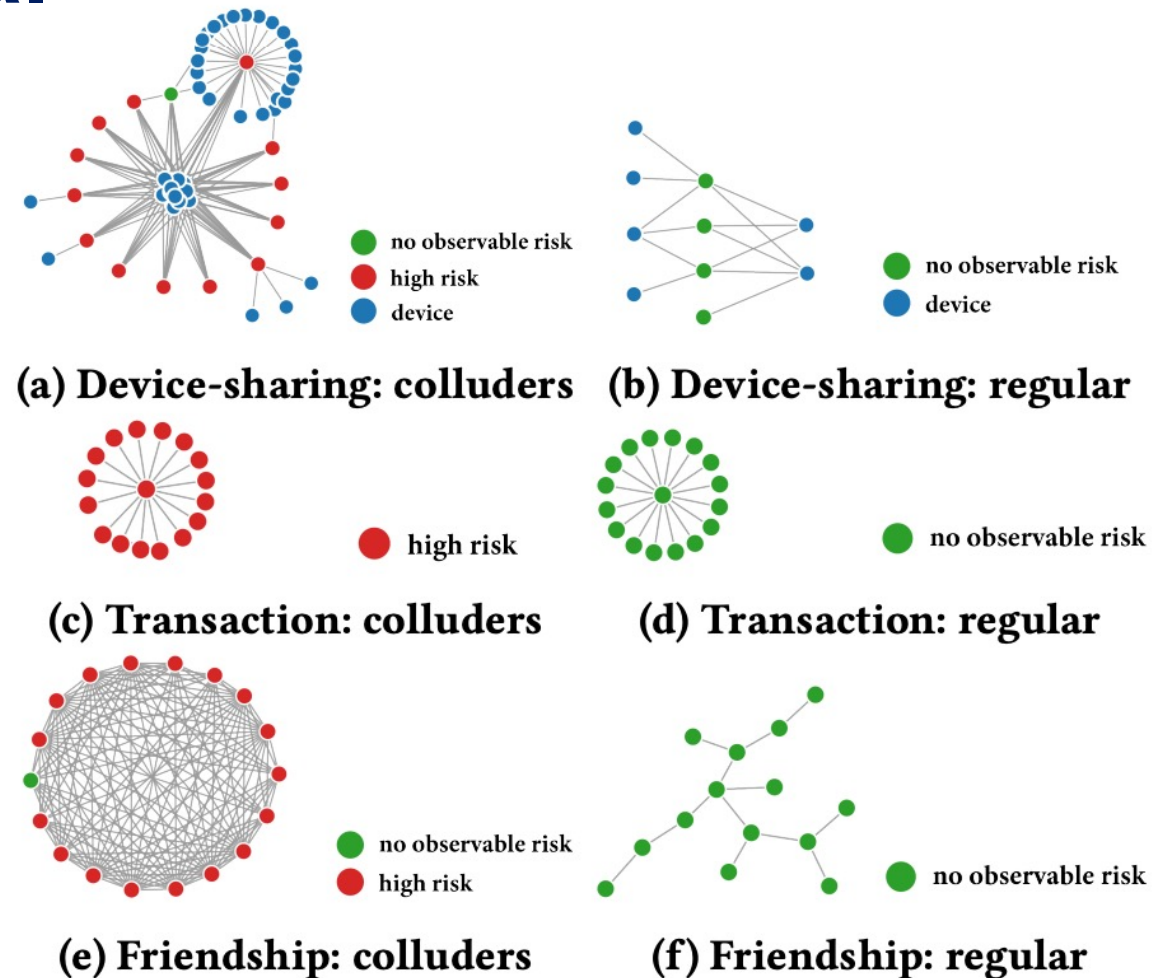 no observable risk
high risk
device
no observable risk
device
(a) Device-sharing: colluders
(b) Device-sharing: regular
high risk
no observable risk
(c) Transaction: colluders
(d) Transaction: regular
no observable risk
high risk
no observable risk
(e) Friendship: colluders
(f) Friendship: regular